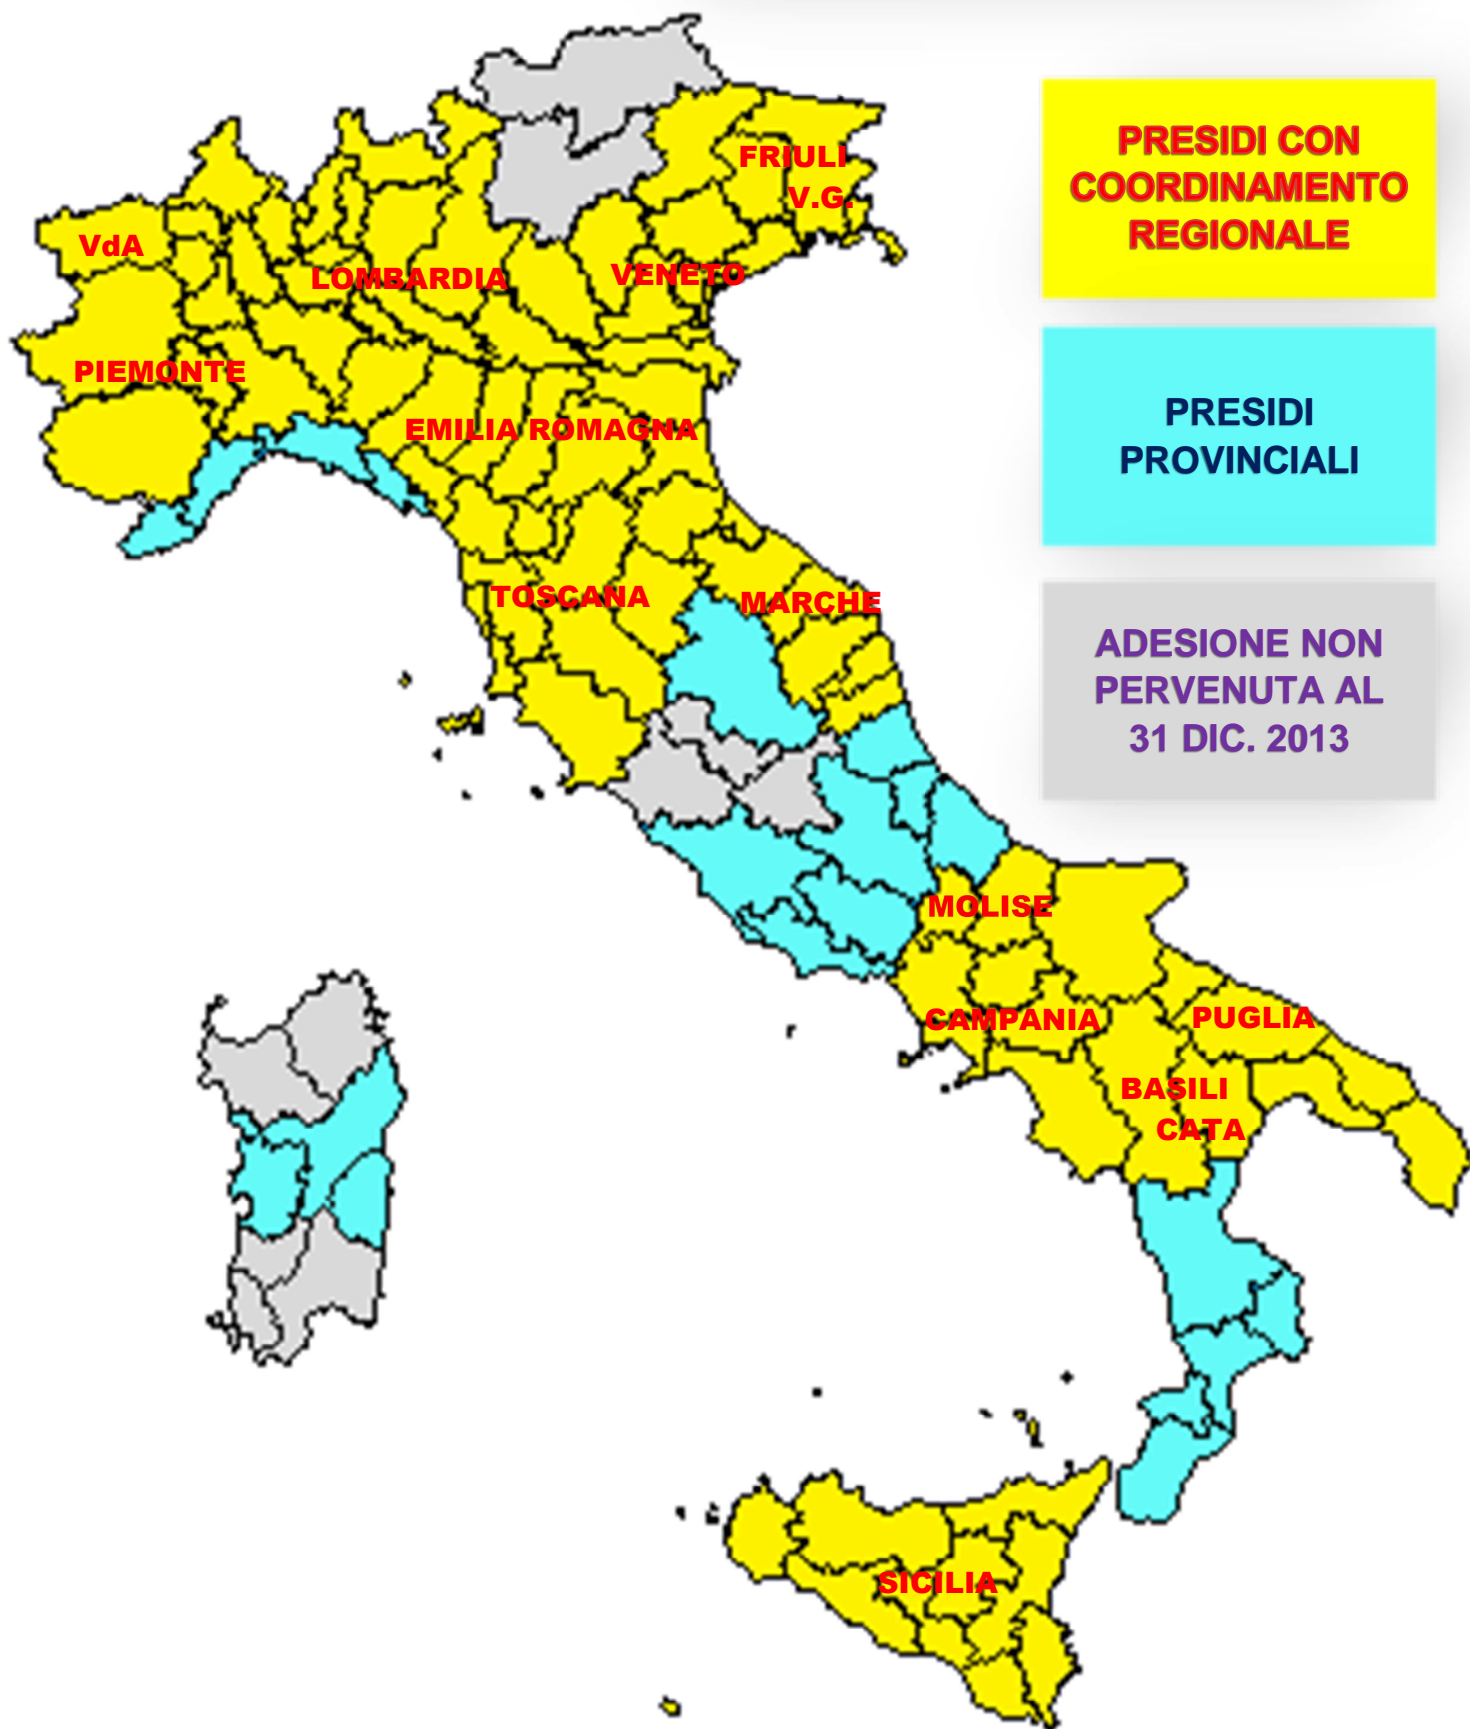 PRESIDI CON
COORDINAMENTO
REGIONALE
PRESIDI
PROVINCIALI
ADESIONE NON
PERVENUTA AL
31 DIC. 2013
FRIULI
V.G.
VdA
LOMBARDIA
VENETO
PIEMONTE
EMILIA ROMAGNA
TOSCANA
MARCHE
MOLISE
CAMPANIA
PUGLIA
BASILI
CATA
SICILIA